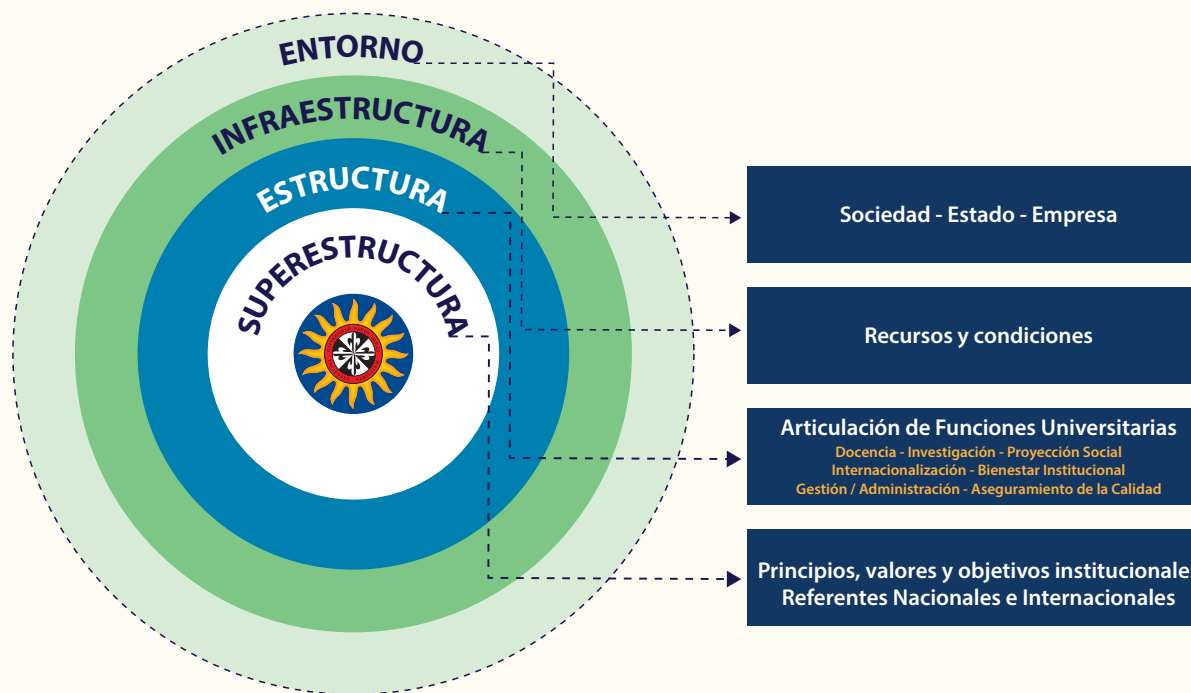 ENTORNO
INFRAESTRUCTURA
ESTRUCTURA
SUPERESTRUCTURA
Sociedad - Estado - Empresa
Recursos y condiciones
Articulación de Funciones Universitarias
Docencia - Investigación - Proyección Social
Internacionalización - Bienestar Institucional
Gestión / Administración - Aseguramiento de la Calidad
Principios, valores y objetivos institucionale
Referentes Nacionales e Internacionales